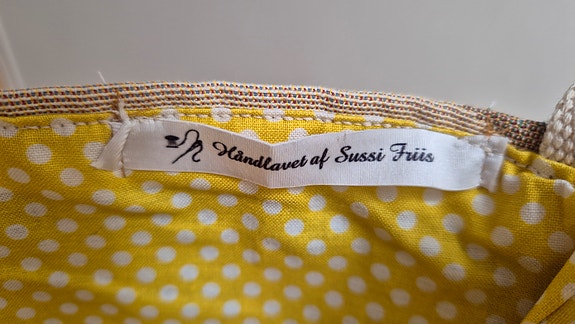 Håndlavet af Sussi Friis